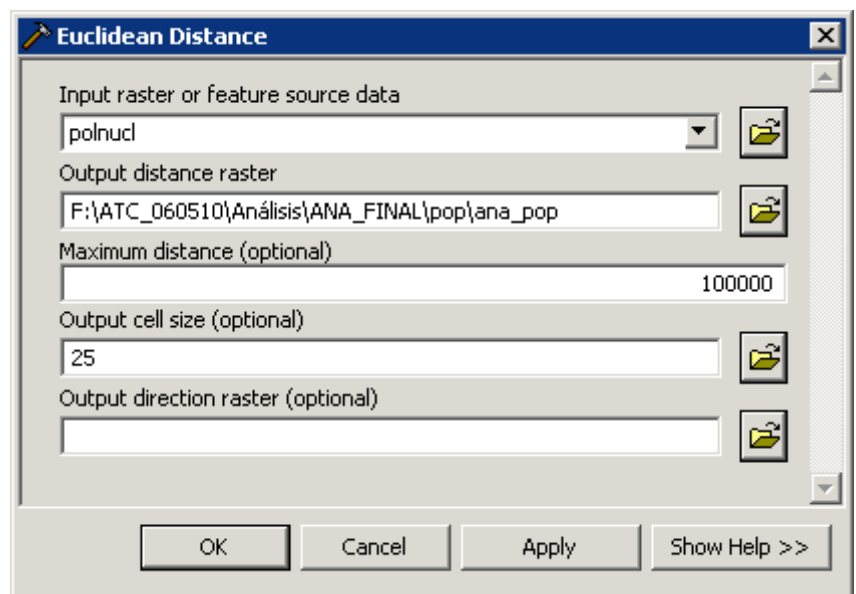 Euclidean Distance
Input raster or feature source data
polnucl
Output distance raster
F:\ATC_060510\Análisis\ANA_FINAL\pop\ana_pop
Maximum distance (optional)
100000
Output cell size (optional)
25
Output direction raster (optional)
OK Cancel Apply Show Help >>